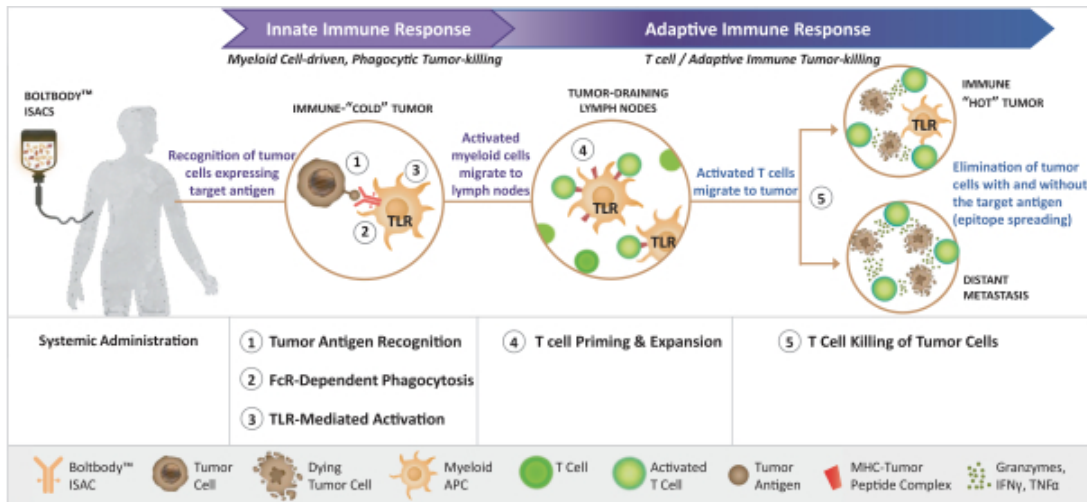 Innate Immune Response
Adaptive Immune Response
Myeloid Cell-driven, Phagocytic Tumor-killing
T cell / Adaptive Immune Tumor-killing
BOLTBODY™
ISACS
IMMUNE-"COLD" TUMOR
TUMOR-DRAINING
LYMPH NODES
IMMUNE
"HOT" TUMOR
Recognition of tumor
cells expressing
target antigen
1
3
2
TLR
Activated
myeloid cells
migrate to
lymph nodes
4
TLR
TLR
Activated T cells
migrate to tumor
5
TLR
Elimination of tumor
cells with and without
the target antigen
(epitope spreading)
DISTANT
METASTASIS
Systemic Administration
1 Tumor Antigen Recognition
2 FcR-Dependent Phagocytosis
3 TLR-Mediated Activation
4 T cell Priming & Expansion
5 T Cell Killing of Tumor Cells
Boltbody™
ISAC
Tumor
Cell
Dying
Tumor Cell
Myeloid
APC
T Cell
Activated
T Cell
Tumor
Antigen
MHC-Tumor
Peptide Complex
Granzymes,
IFNγ, TNFα